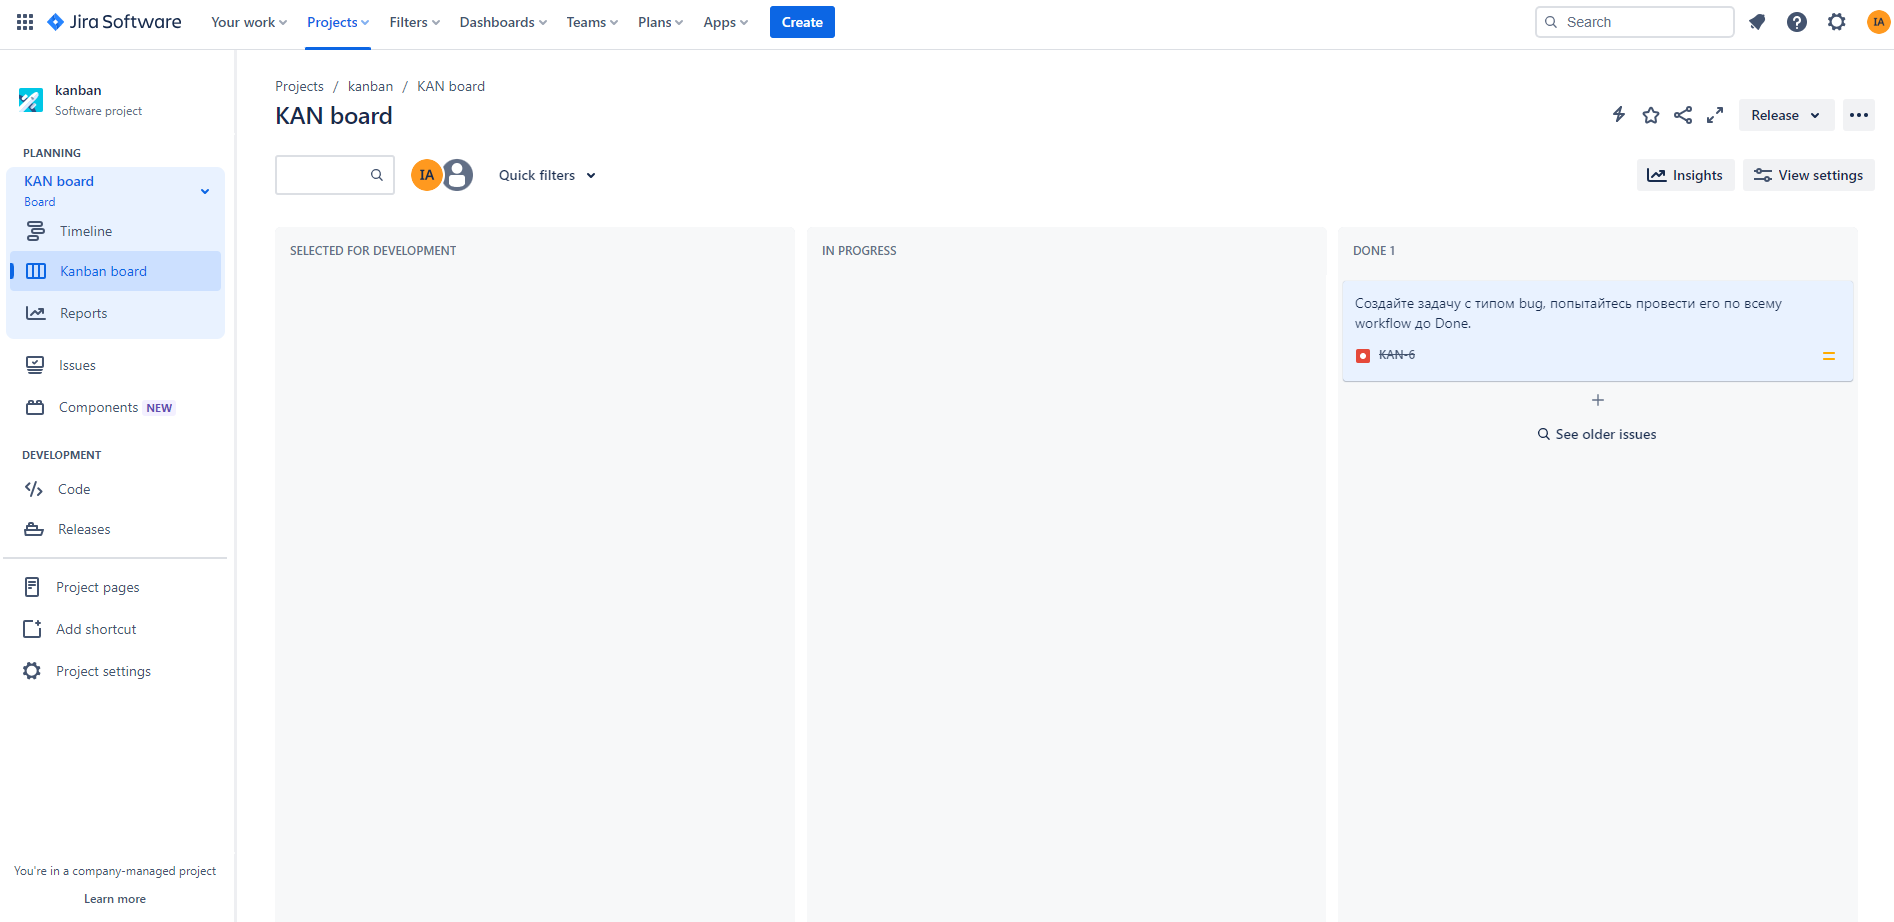 Jira Software
Your work
Projects
Filters
Dashboards
Teams
Plans
Apps
Create
Search
IA
kanban
Software project
PLANNING
KAN board
Board
Timeline
Kanban board
Reports
Issues
Components NEW
DEVELOPMENT
Code
Releases
Project pages
Add shortcut
Project settings
You're in a company-managed project
Learn more
Projects / kanban / KAN board
KAN board
Release
IA
Quick filters
Insights
View settings
SELECTED FOR DEVELOPMENT
IN PROGRESS
DONE 1
Создайте задачу с типом bug, попытайтесь провести его по всему
workflow до Done.
KAN-6
See older issues